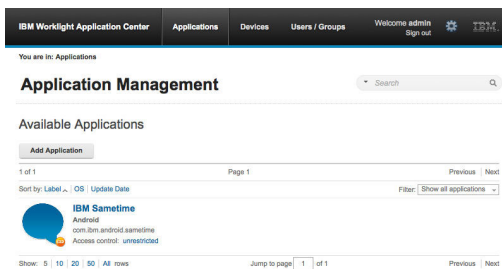 IBM Worklight Application Center Applications Devices Users / Groups Welcome admin IBM.
Sign out
You are in: Applications
Application Management Search
Available Applications
Add Application
1 of 1 Page 1 Previous Next
Sort by: Label OS Update Date Filter: Show all applications
IBM Sametime
Android
com.ibm.android.sametime
Access control: unrestricted
Show: 5 10 20 50 All rows Jump to page 1 of 1 Previous Next